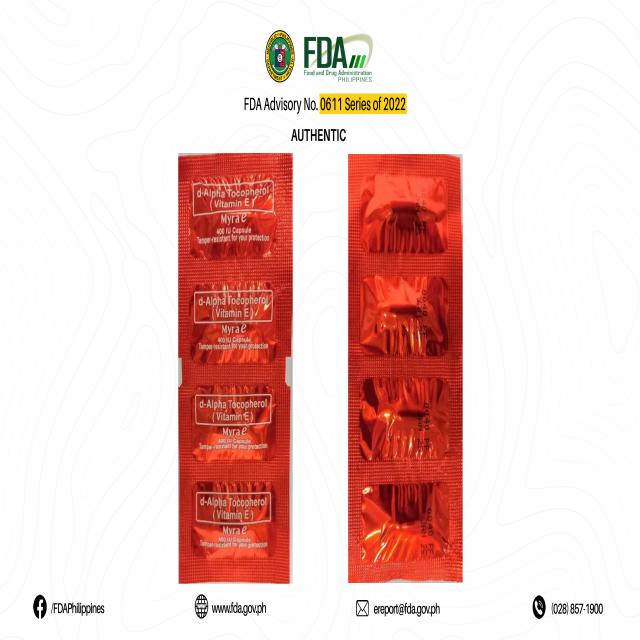 FDA
Food and Drug Administration
PHILIPPINES
FDA Advisory No. 0611 Series of 2022
AUTHENTIC
d-Alpha Tocopherol
(Vitamin E)
Myra e
400 IU Capsule
Tamper-resistant for your protection
d-Alpha Tocopherol
(Vitamin E)
Myra e
400 IU Capsule
Tamper-resistant for your protection
d-Alpha Tocopherol
(Vitamin E)
Myra e
400 IU Capsule
Tamper-resistant for your protection
d-Alpha Tocopherol
(Vitamin E)
Myra e
400 IU Capsule
Tamper-resistant for your protection
/FDAPhilippines
www.fda.gov.ph
ereport@fda.gov.ph
(028) 857-1900